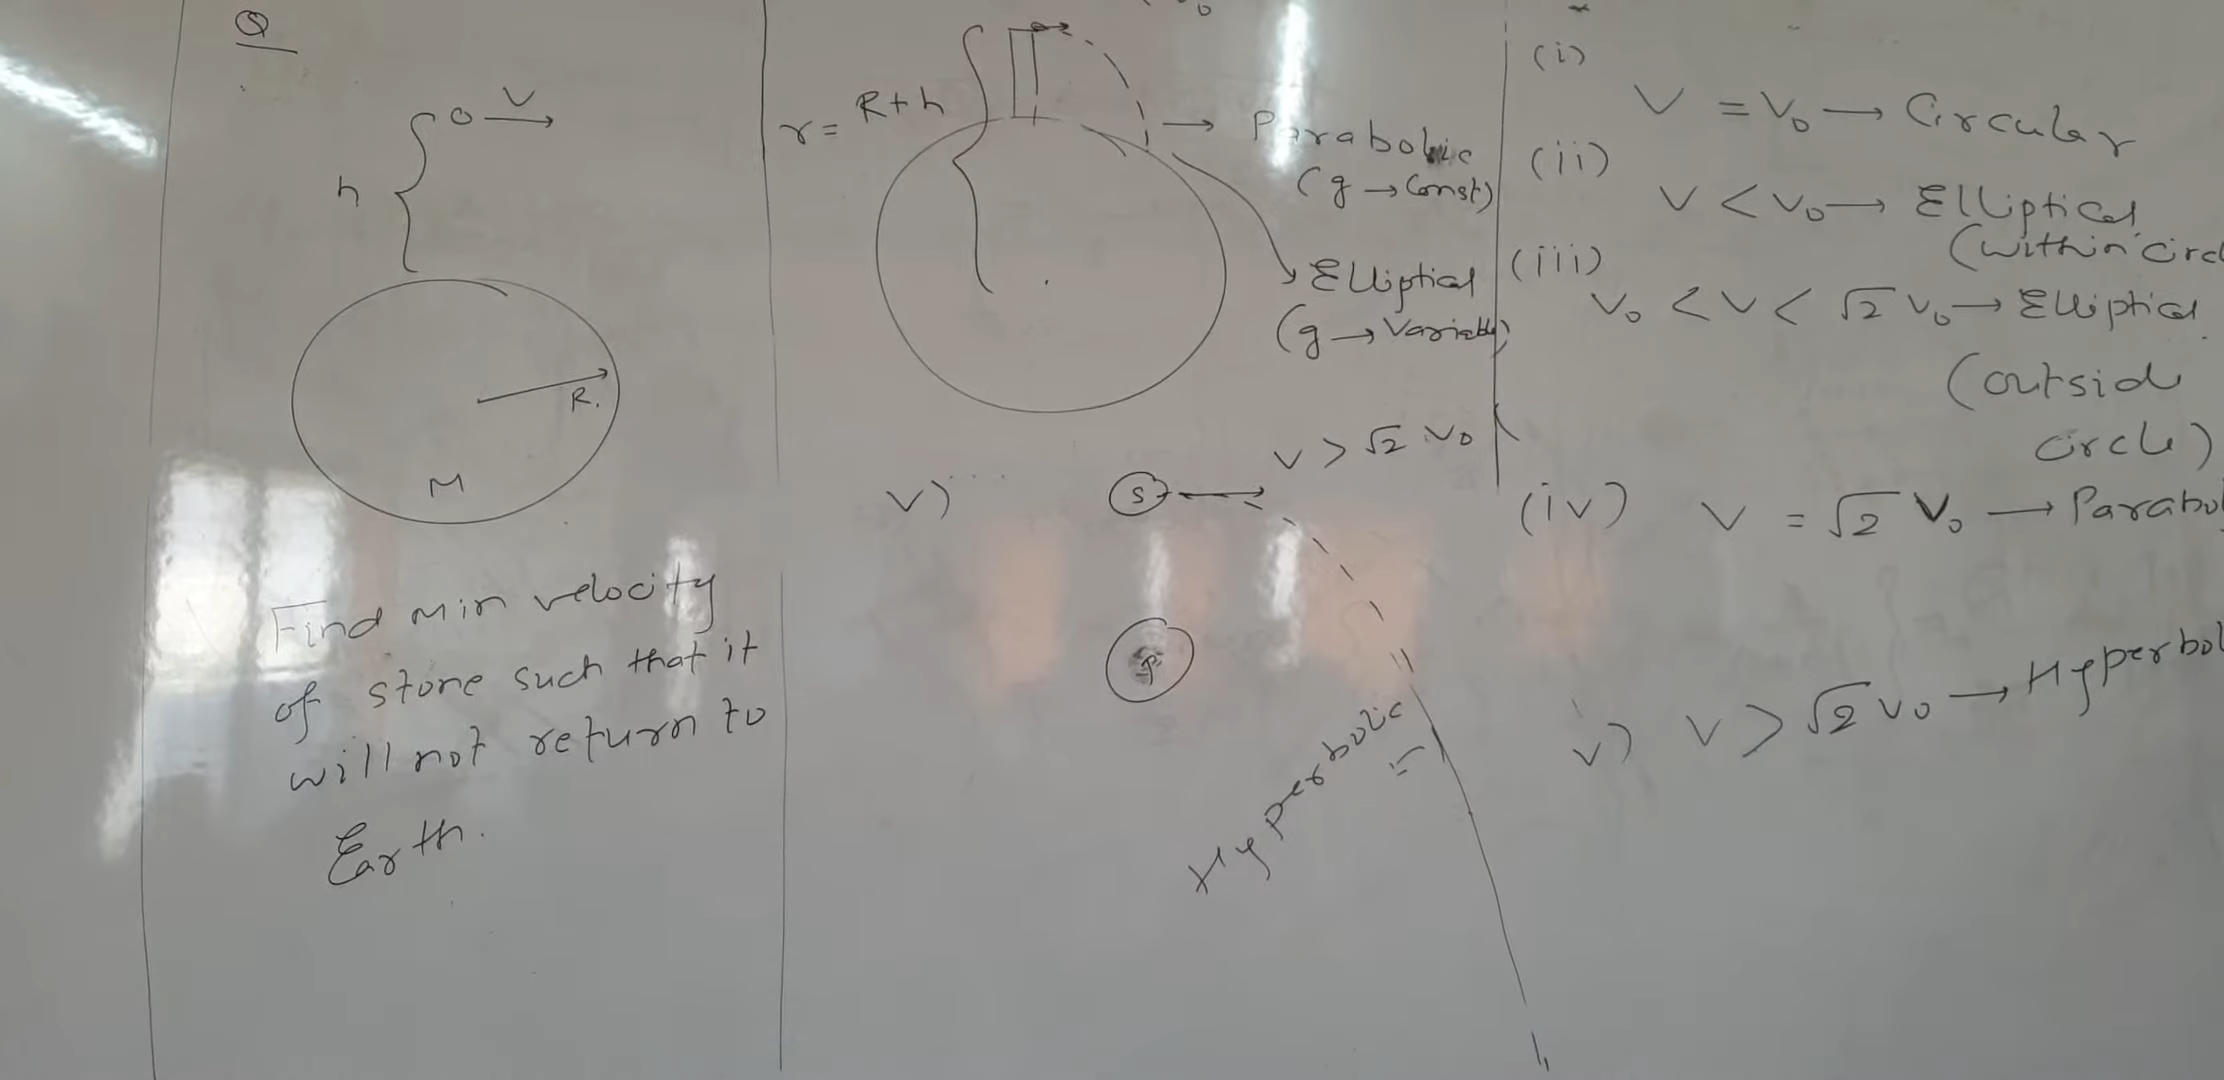 Q
V
h
R.
M
Find min velocity
of stone such that it
will not return to
Earth.
r = R+h
→ Parabolic
(g → Const)
Elliptical
(g → Variable)
v)
V > √2 V₀
S
P
Hyperbolic
(i)
V = V₀ → Circular
(ii)
V < V₀ → Elliptical
(within circ
(iii)
V₀ < V < √2 V₀ → Elliptical
(outside
circle)
(iv) V = √2 V₀ → Parabol
v) V > √2 V₀ → Hyperbol